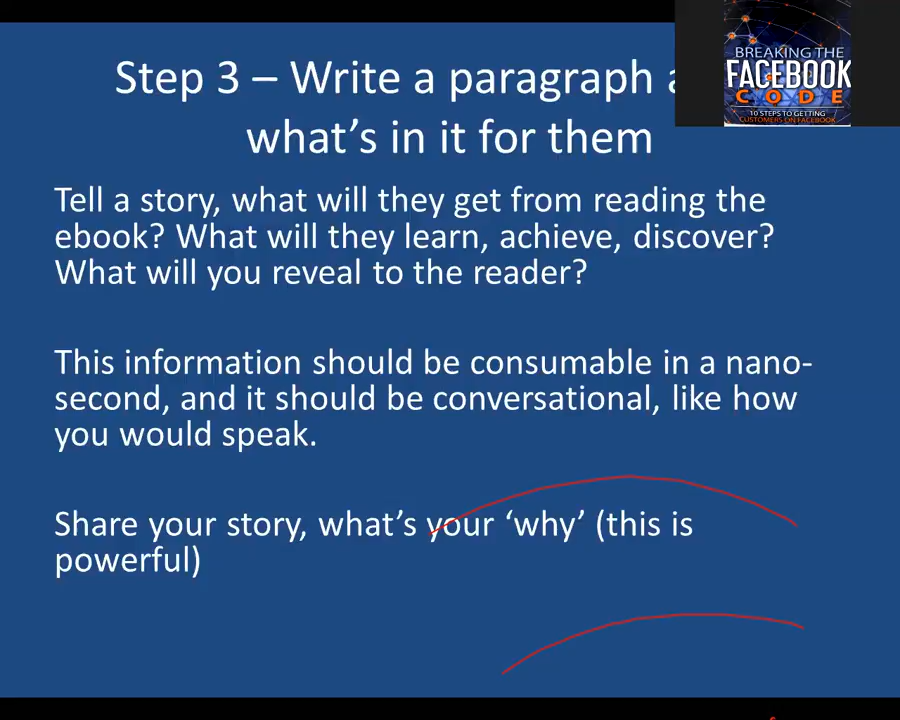 Step 3 – Write a paragraph a
what’s in it for them
BREAKING THE
FACEBOOK
CODE
10 STEPS TO GETTING
CUSTOMERS ON FACEBOOK
Tell a story, what will they get from reading the
ebook? What will they learn, achieve, discover?
What will you reveal to the reader?
This information should be consumable in a nano-
second, and it should be conversational, like how
you would speak.
Share your story, what’s your ‘why’ (this is
powerful)